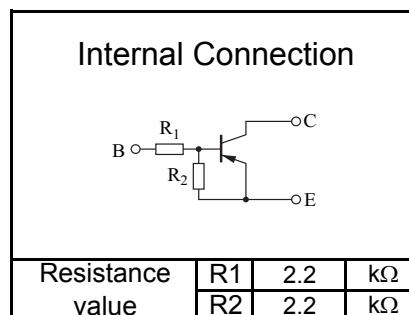 Internal Connection
C
R1
B
R2
E
Resistance value
R1 2.2 kΩ
R2 2.2 kΩ